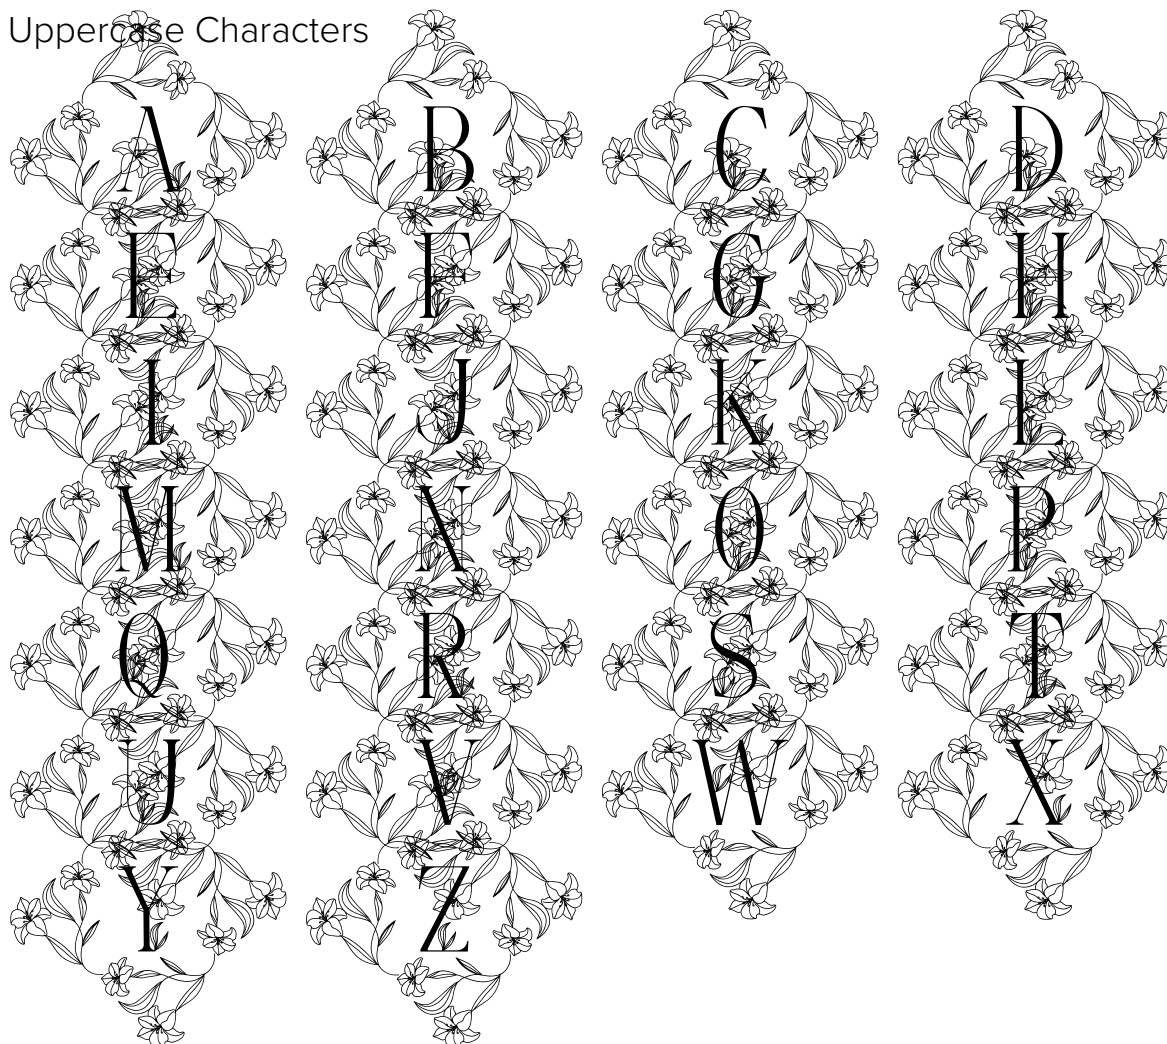 Uppercase Characters
A B C D
E F G H
I J K L
M N O P
Q R S T
U V W X
Y Z